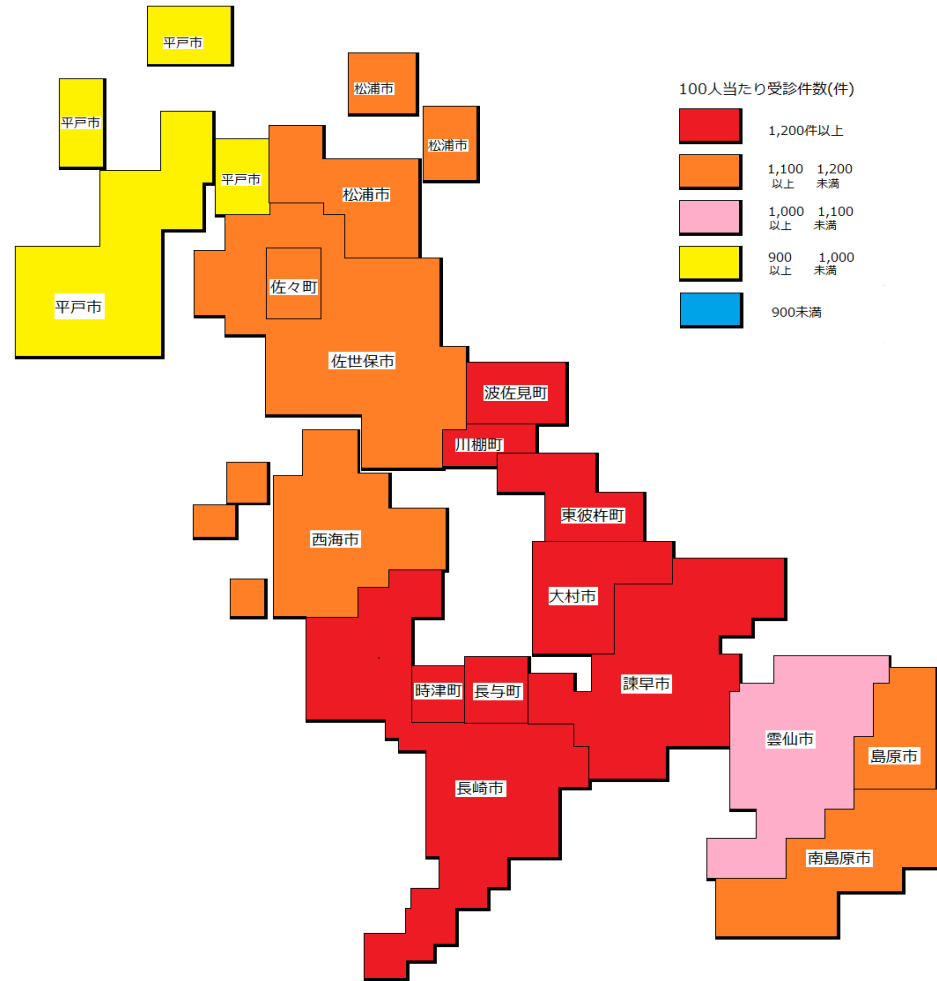 平戸市
松浦市
平戸市
松浦市
平戸市
松浦市
平戸市
佐々町
佐世保市
波佐見町
川棚町
東彼杵町
西海市
大村市
時津町
長与町
諫早市
雲仙市
島原市
長崎市
南島原市
100人当たり受診件数(件)
1,200件以上
1,100 1,200
以上 未満
1,000 1,100
以上 未満
900 1,000
以上 未満
900未満